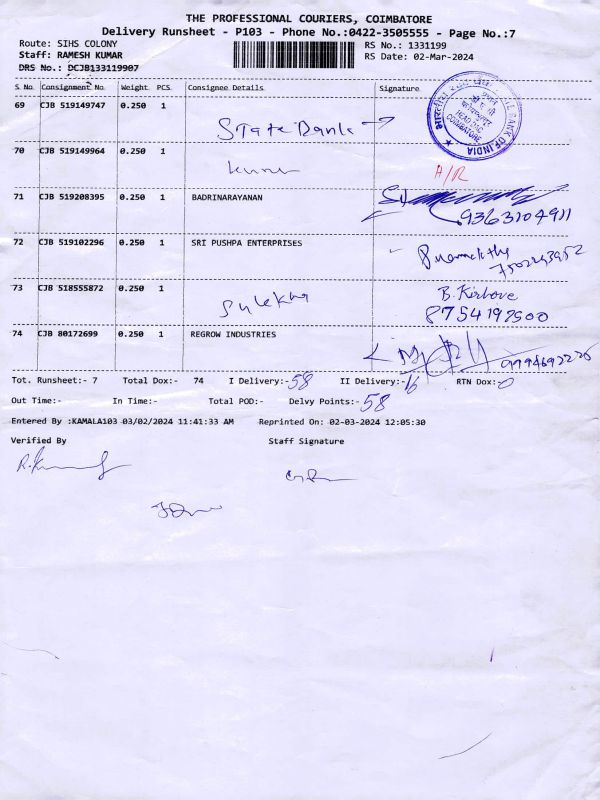 THE PROFESSIONAL COURIERS, COIMBATORE
Delivery Runsheet - P103 - Phone No.:0422-3505555 - Page No.:7
Route: SIHS COLONY
RS No.: 1331199
Staff: RAMESH KUMAR
RS Date: 02-Mar-2024
DRS No.: DCJB133119907
S.No. Consignment No. Weight PCS Consignee Details Signature
69 CJB 519149747 0.250 1
State Bank
BANK OF INDIA
COIMBATORE
70 CJB 519149964 0.250 1
A/R
71 CJB 519208395 0.250 1 BADRINARAYANAN
9363104911
72 CJB 519102296 0.250 1 SRI PUSHPA ENTERPRISES
73 CJB 518555872 0.250 1
Sulekha
8754192500
74 CJB 80172699 0.250 1 REGROW INDUSTRIES
Tot. Runsheet:- 7 Total Dox:- 74 I Delivery:- 58 II Delivery:- 16 RTN Dox:- 0
Out Time:- In Time:- Total POD:- Delvy Points:- 58
Entered By :KAMALA103 03/02/2024 11:41:33 AM Reprinted On: 02-03-2024 12:05:30
Verified By Staff Signature